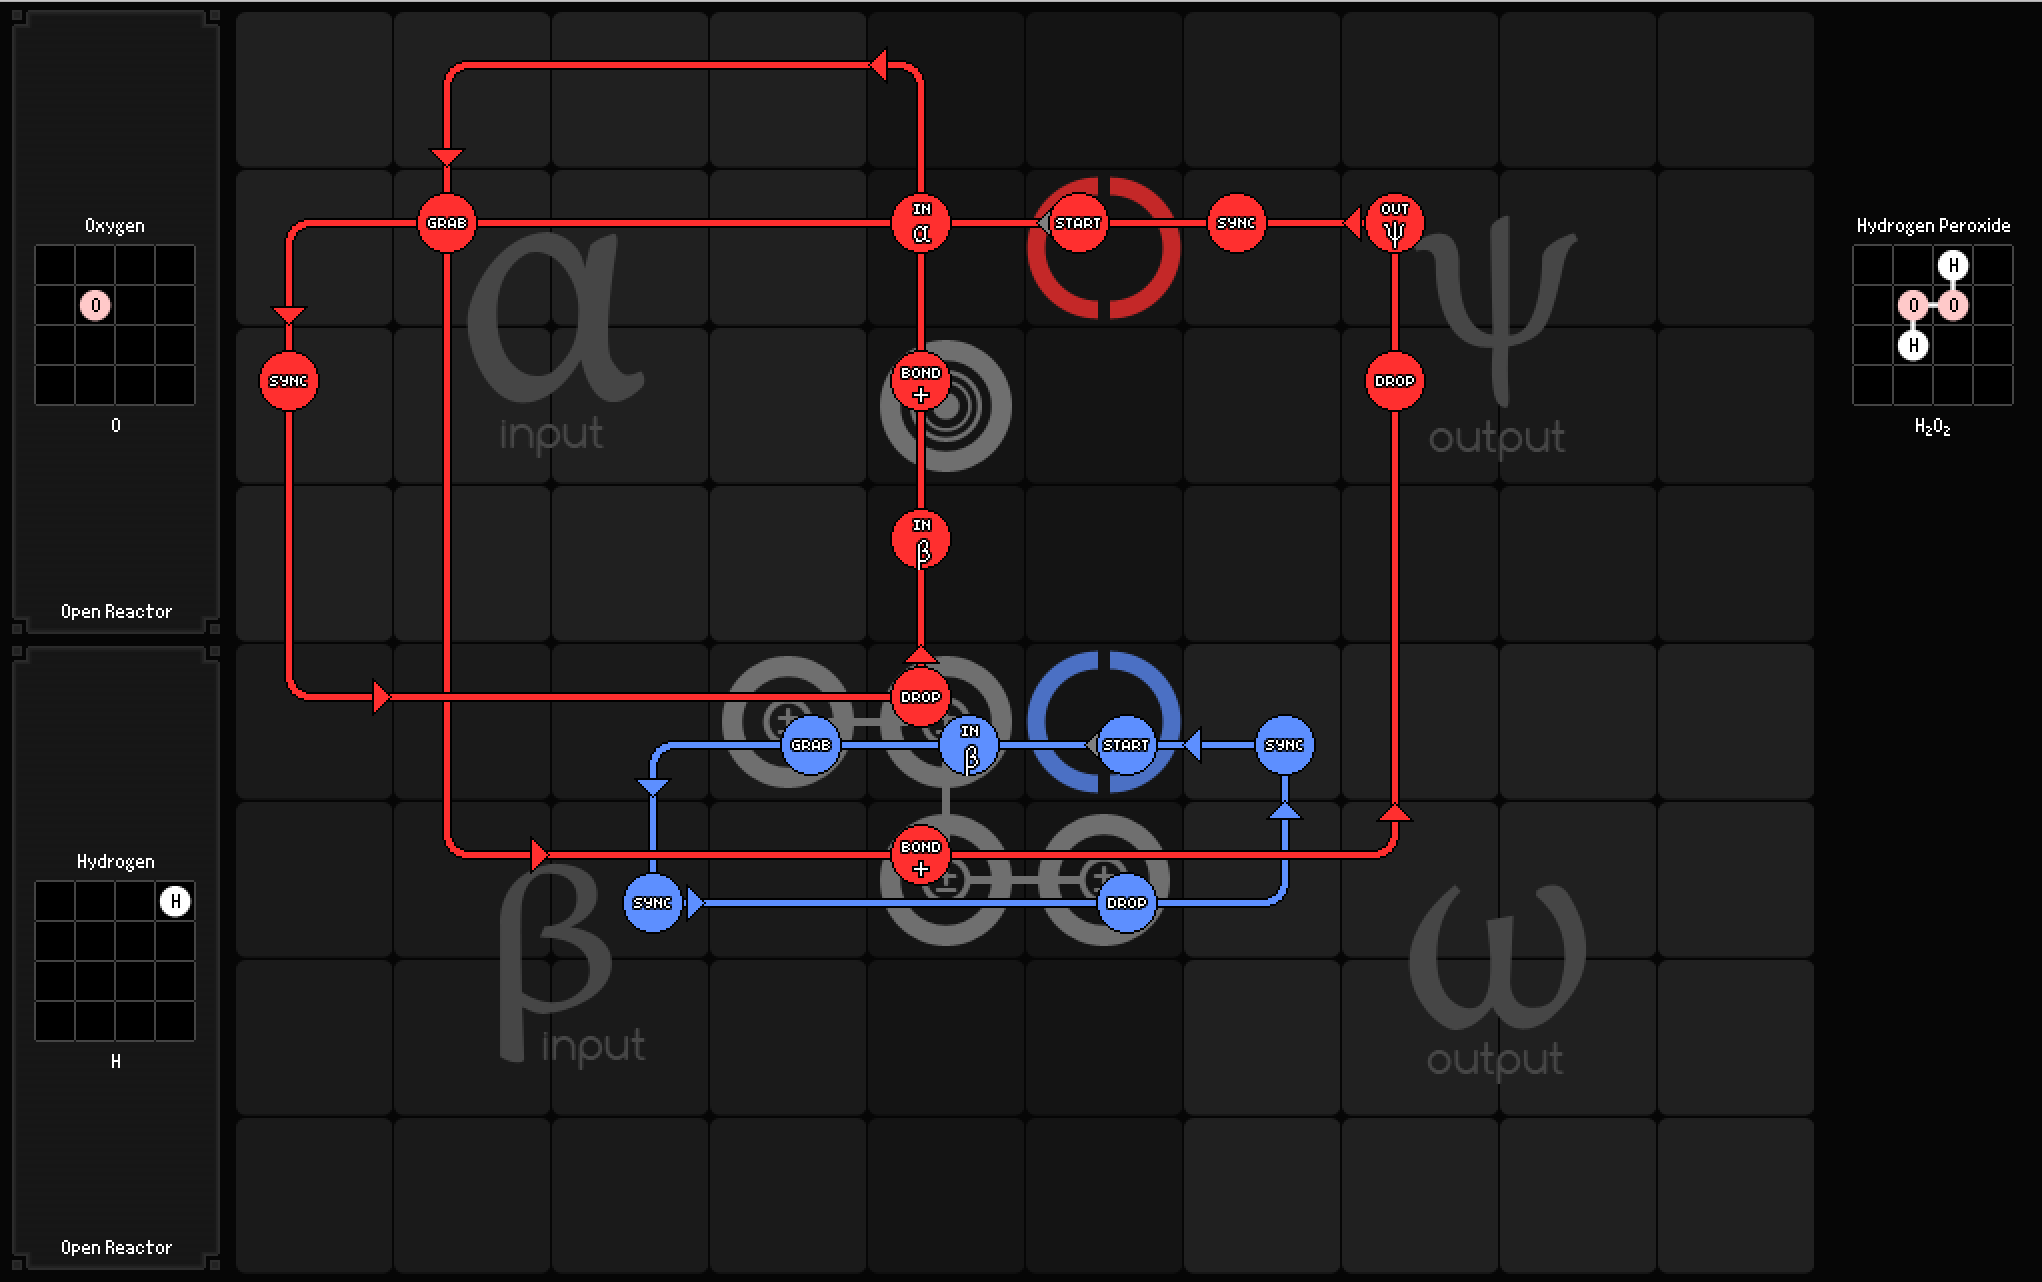 Oxygen
O
O
Open Reactor
Hydrogen
H
H
Open Reactor
GRAB
IN
α
START
SYNC
OUT
ψ
SYNC
BOND
+
DROP
α
input
ψ
output
IN
β
DROP
GRAB
IN
β
START
SYNC
BOND
+
SYNC
DROP
β
input
ω
output
Hydrogen Peroxide
H
O O
H
H₂O₂